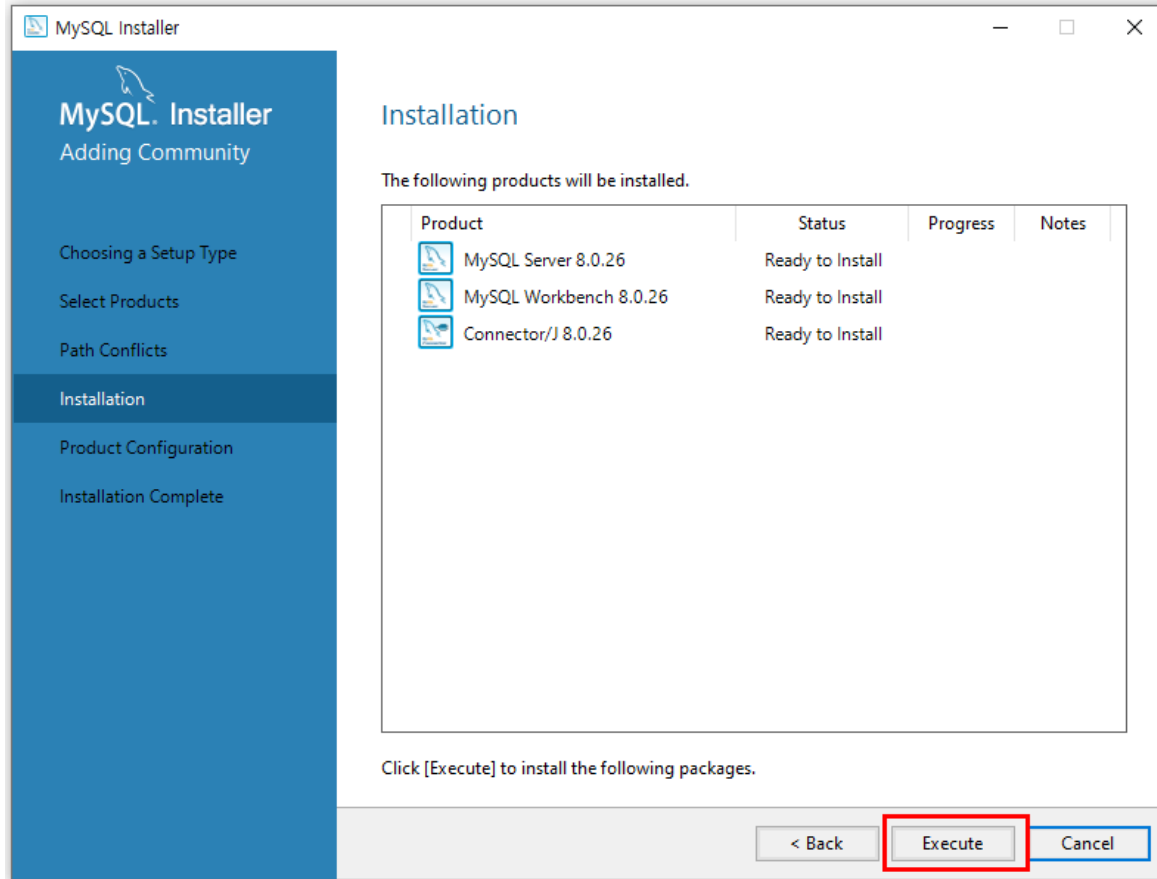 MySQL Installer
MySQL. Installer
Adding Community
Choosing a Setup Type
Select Products
Path Conflicts
Installation
Product Configuration
Installation Complete
Installation
The following products will be installed.
Product Status Progress Notes
MySQL Server 8.0.26 Ready to Install
MySQL Workbench 8.0.26 Ready to Install
Connector/J 8.0.26 Ready to Install
Click [Execute] to install the following packages.
< Back Execute Cancel